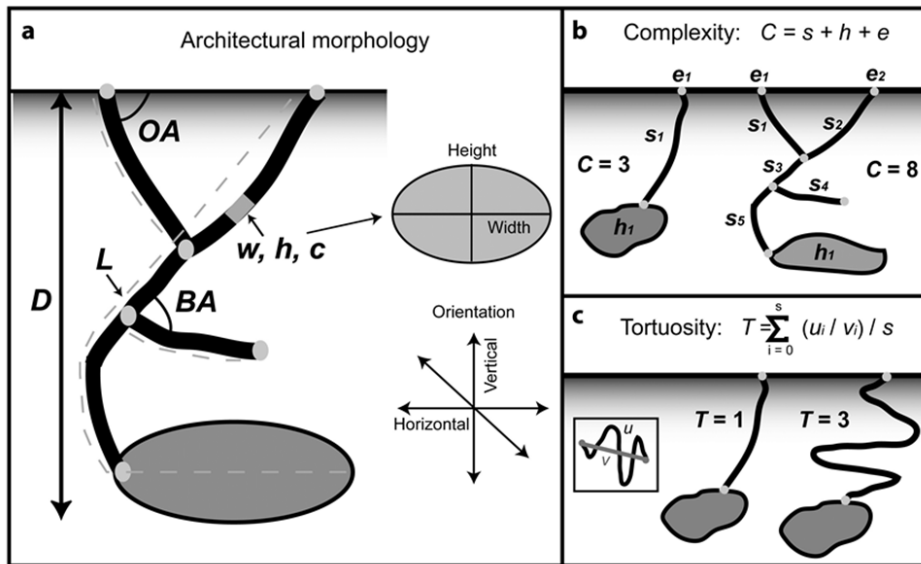 a
Architectural morphology
OA
D
L
BA
w, h, c
Height
Width
Orientation
Vertical
Horizontal
b
Complexity: C = s + h + e
e1
e1
e2
s1
s1
s2
C = 3
s3
s4
C = 8
s5
h1
h1
c
Tortuosity: T = s∑i = 0 (ui / vi) / s
T = 1
T = 3
u
v